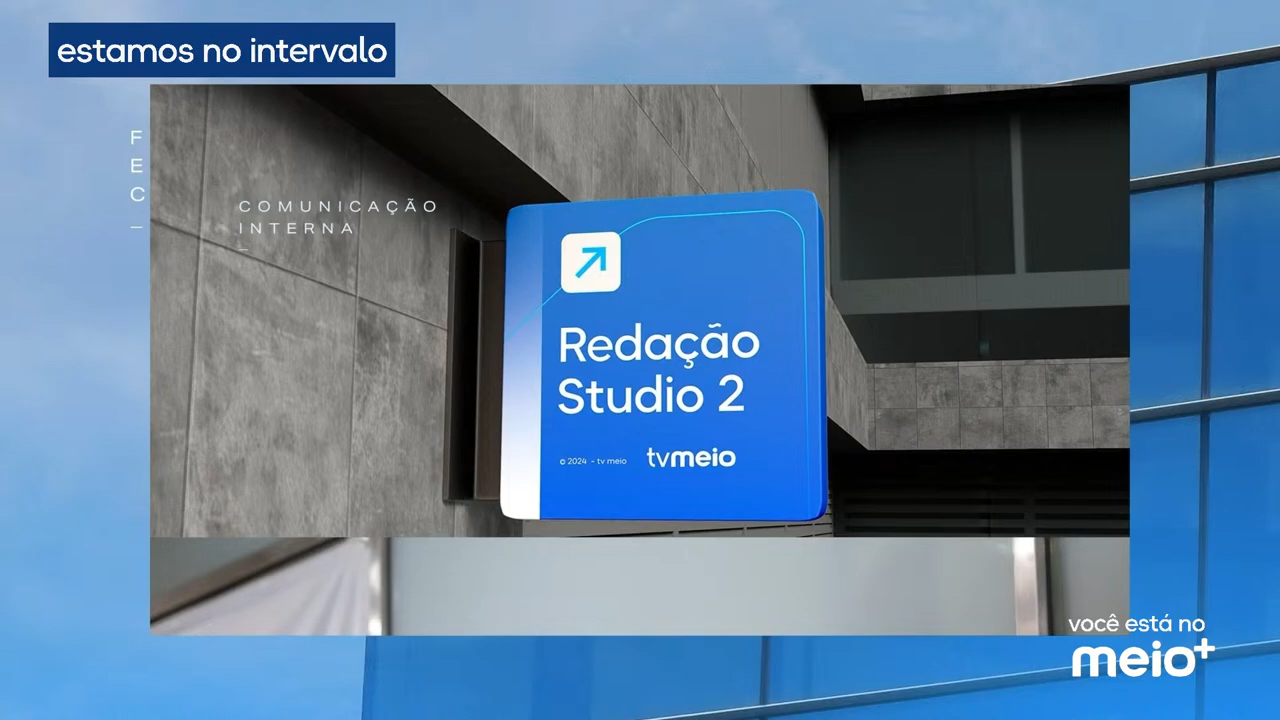 estamos no intervalo
F
E
C
–
COMUNICAÇÃO
INTERNA
–
Redação
Studio 2
© 2024 - tv meio
tvmeio
você está no
meio+